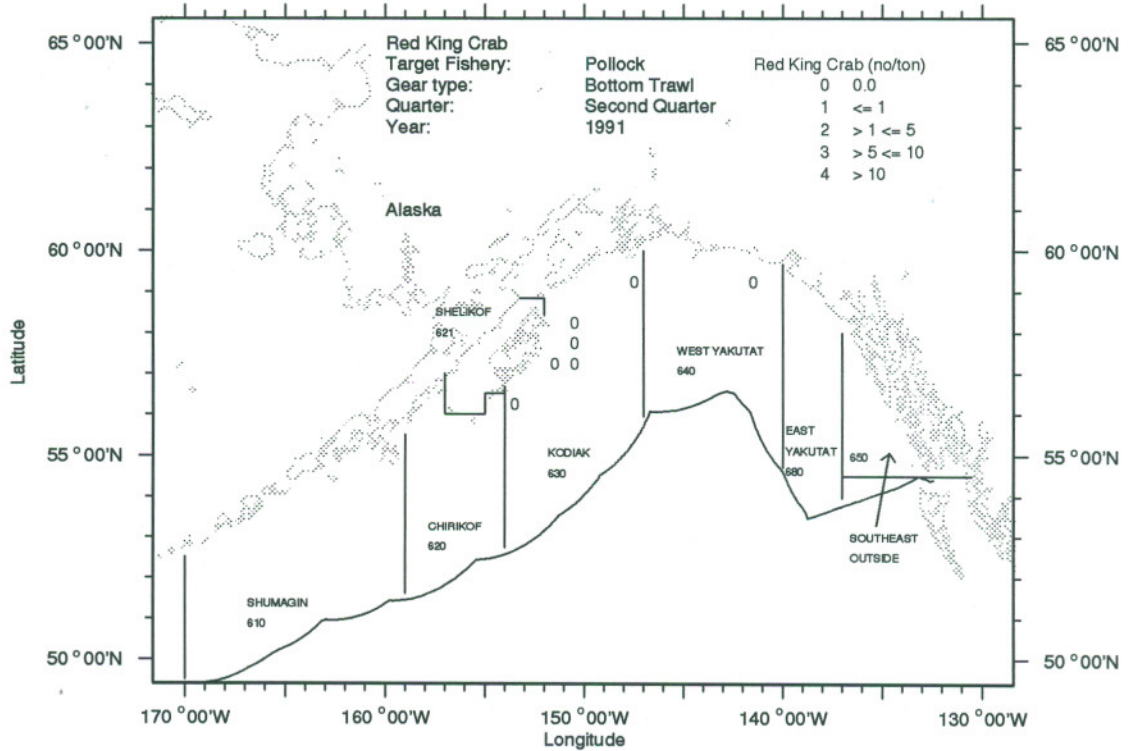 65 °00'N
65 °00'N
Red King Crab
Target Fishery: Pollock
Gear type: Bottom Trawl
Quarter: Second Quarter
Year: 1991
Red King Crab (no/ton)
0 0.0
1 <= 1
2 > 1 <= 5
3 > 5 <= 10
4 > 10
Alaska
60 °00'N
60 °00'N
0
0
SHELIKOF
621
0
0
0 0
WEST YAKUTAT
640
0
55 °00'N
55 °00'N
KODIAK
630
EAST
YAKUTAT
680
650
CHIRIKOF
620
SOUTHEAST
OUTSIDE
SHUMAGIN
610
50 °00'N
50 °00'N
170 °00'W
160 °00'W
150 °00'W
140 °00'W
130 °00'W
Longitude
Latitude